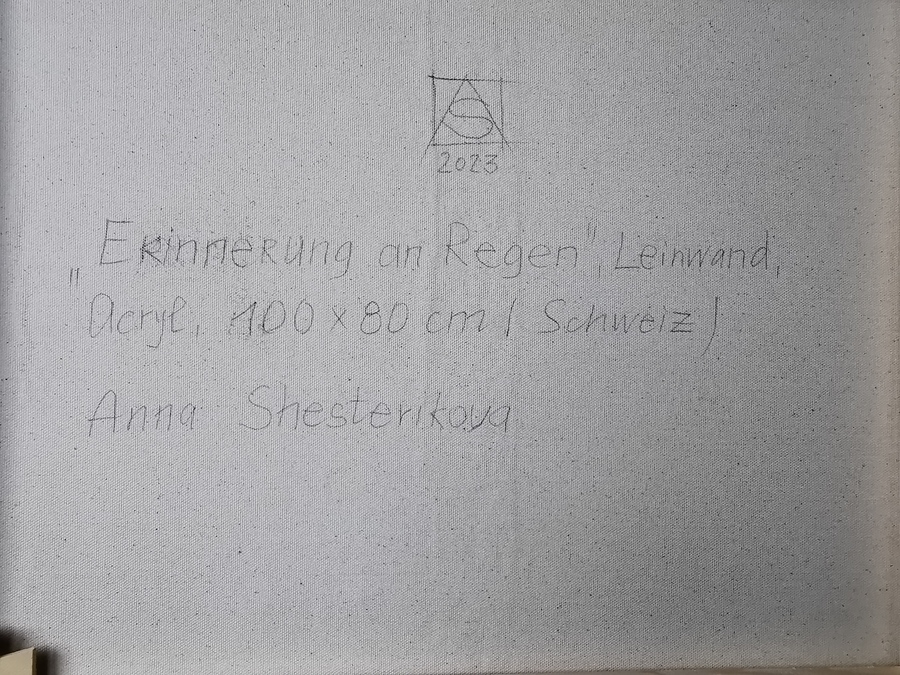 AS
2023
„Erinnerung an Regen", Leinwand,
Acryl, 100 x 80 cm (Schweiz)
Anna Shesterikova